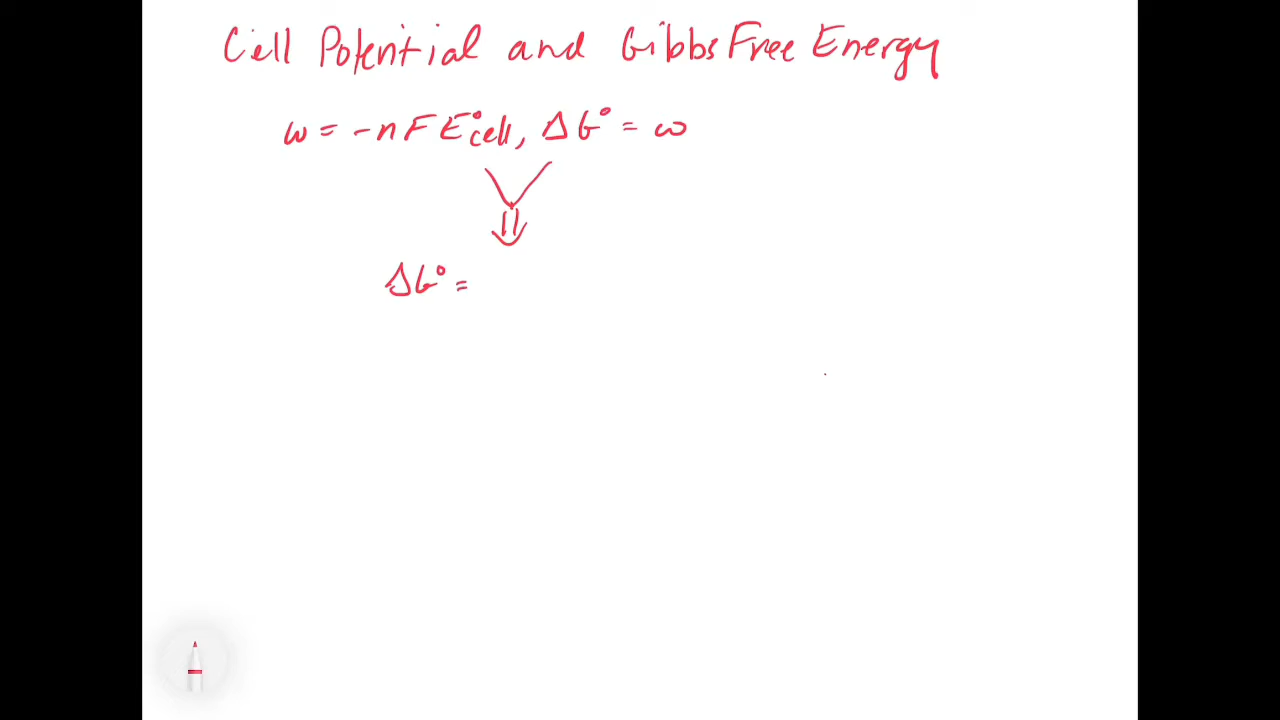 Cell Potential and Gibbs Free Energy
w = -nFE°cell, ΔG° = w
ΔG° =